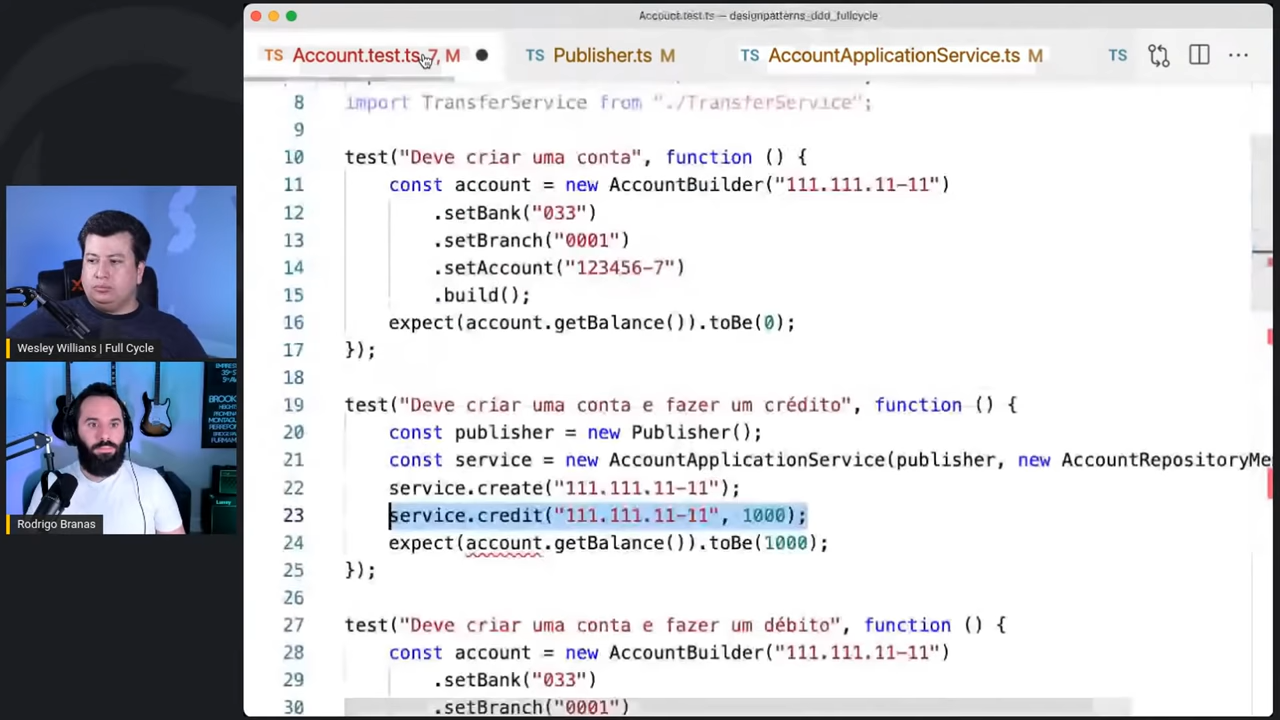 Account.test.ts — designpatterns_ddd_fullcycle
TS Account.test.ts 7, M
TS Publisher.ts M
TS AccountApplicationService.ts M
TS
8 import TransferService from "./TransferService";
9
10 test("Deve criar uma conta", function () {
11 const account = new AccountBuilder("111.111.11-11")
12 .setBank("033")
13 .setBranch("0001")
14 .setAccount("123456-7")
15 .build();
16 expect(account.getBalance()).toBe(0);
17 });
18
19 test("Deve criar uma conta e fazer um crédito", function () {
20 const publisher = new Publisher();
21 const service = new AccountApplicationService(publisher, new AccountRepositoryMe
22 service.create("111.111.11-11");
23 service.credit("111.111.11-11", 1000);
24 expect(account.getBalance()).toBe(1000);
25 });
26
27 test("Deve criar uma conta e fazer um débito", function () {
28 const account = new AccountBuilder("111.111.11-11")
29 .setBank("033")
30 .setBranch("0001")
Wesley Willians | Full Cycle
BROOK
Rodrigo Branas